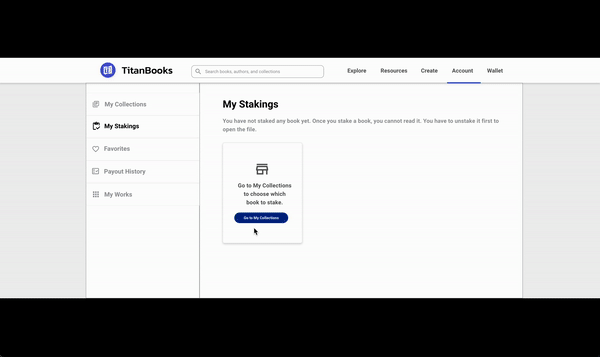 TitanBooks
Search books, authors, and collections
Explore
Resources
Create
Account
Wallet
My Collections
My Stakings
Favorites
Payout History
My Works
My Stakings
You have not staked any book yet. Once you stake a book, you cannot read it. You have to unstake it first to
open the file.
Go to My Collections
to choose which
book to stake.
Go to My Collections